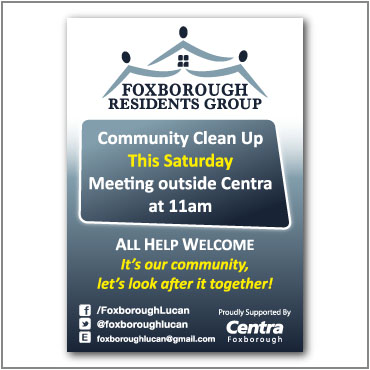 FOXBOROUGH
RESIDENTS GROUP
Community Clean Up
This Saturday
Meeting outside Centra
at 11am
ALL HELP WELCOME
It's our community,
let's look after it together!
f /FoxboroughLucan
@foxboroughlucan
E foxboroughlucan@gmail.com
Proudly Supported By
Centra
Foxborough